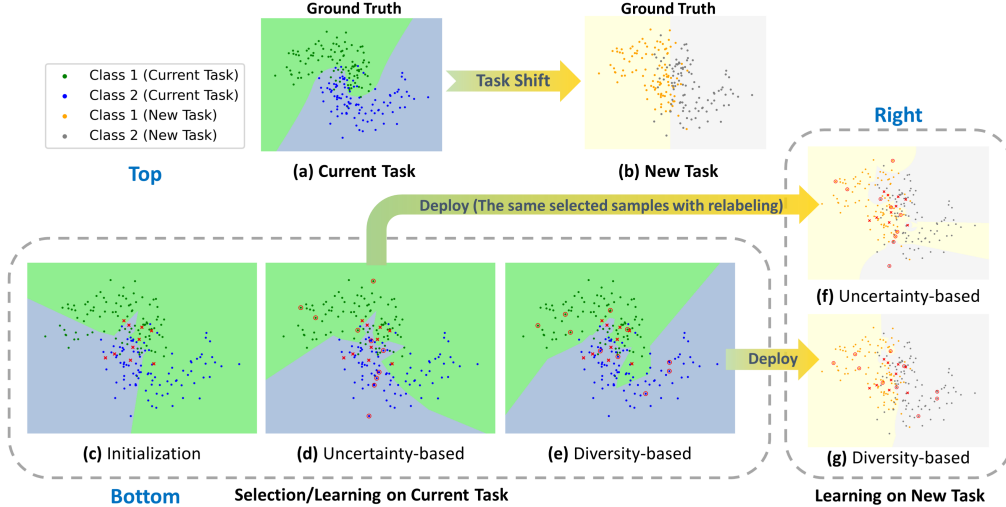 Ground Truth
Ground Truth
Class 1 (Current Task)
Class 2 (Current Task)
Class 1 (New Task)
Class 2 (New Task)
Task Shift
Top
(a) Current Task
(b) New Task
Right
Deploy (The same selected samples with relabeling)
(f) Uncertainty-based
Deploy
(c) Initialization
(d) Uncertainty-based
(e) Diversity-based
(g) Diversity-based
Bottom
Selection/Learning on Current Task
Learning on New Task